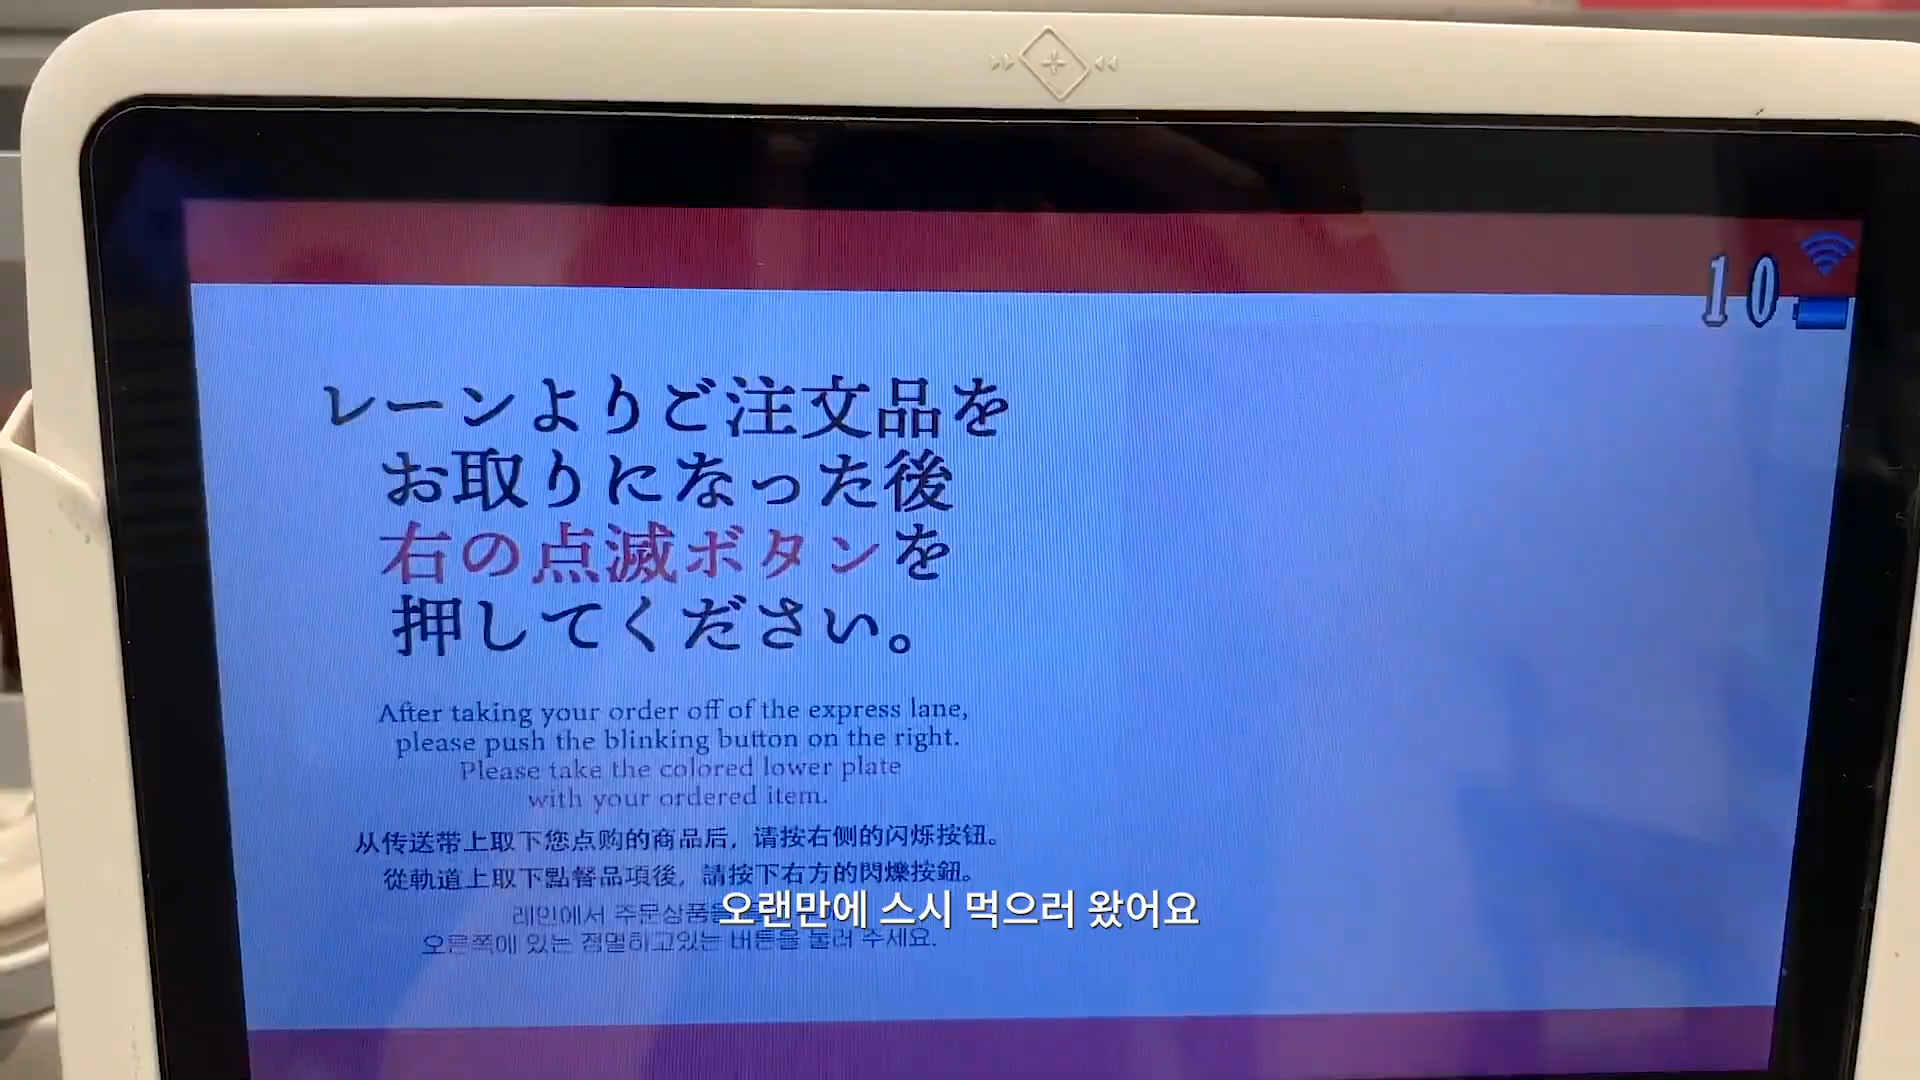 10
レーンよりご注文品を
お取りになった後
右の点滅ボタンを
押してください。
After taking your order off of the express lane,
please push the blinking button on the right.
Please take the colored lower plate
with your ordered item.
从传送带上取下您点购的商品后，请按右侧的闪烁按钮。
從軌道上取下點餐品項後，請按下右方的閃爍按鈕。
레인에서 주문상품을
오른쪽에 있는 점멸하고있는 버튼을 눌러 주세요.
오랜만에 스시 먹으러 왔어요